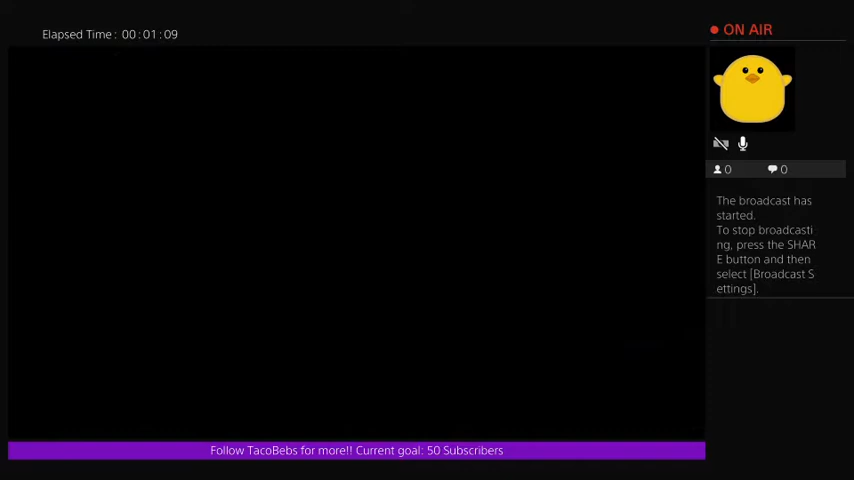 Elapsed Time: 00:01:09
ON AIR
0 0
The broadcast has
started.
To stop broadcasti
ng, press the SHAR
E button and then
select [Broadcast S
ettings].
Follow TacoBebs for more!! Current goal: 50 Subscribers